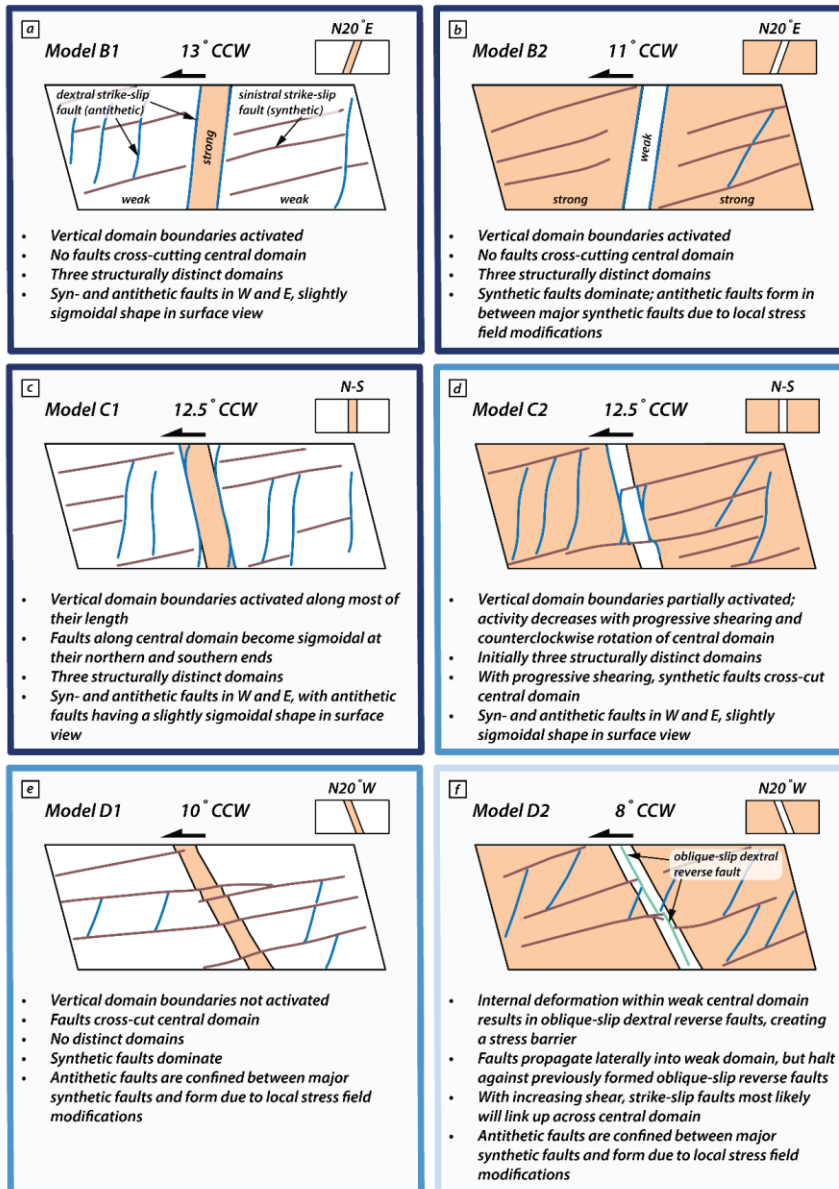 a
Model B1 13° CCW
N20°E
dextral strike-slip
fault (antithetic)
sinistral strike-slip
fault (synthetic)
strong
weak
weak
• Vertical domain boundaries activated
• No faults cross-cutting central domain
• Three structurally distinct domains
• Syn- and antithetic faults in W and E, slightly
sigmoidal shape in surface view
b
Model B2 11° CCW
N20°E
weak
strong
strong
• Vertical domain boundaries activated
• No faults cross-cutting central domain
• Three structurally distinct domains
• Synthetic faults dominate; antithetic faults form in
between major synthetic faults due to local stress
field modifications
c
Model C1 12.5° CCW
N-S
• Vertical domain boundaries activated along most of
their length
• Faults along central domain become sigmoidal at
their northern and southern ends
• Three structurally distinct domains
• Syn- and antithetic faults in W and E, with antithetic
faults having a slightly sigmoidal shape in surface
view
d
Model C2 12.5° CCW
N-S
• Vertical domain boundaries partially activated;
activity decreases with progressive shearing and
counterclockwise rotation of central domain
• Initially three structurally distinct domains
• With progressive shearing, synthetic faults cross-cut
central domain
• Syn- and antithetic faults in W and E, slightly
sigmoidal shape in surface view
e
Model D1 10° CCW
N20°W
• Vertical domain boundaries not activated
• Faults cross-cut central domain
• No distinct domains
• Synthetic faults dominate
• Antithetic faults are confined between major
synthetic faults and form due to local stress field
modifications
f
Model D2 8° CCW
N20°W
oblique-slip dextral
reverse fault
• Internal deformation within weak central domain
results in oblique-slip dextral reverse faults, creating
a stress barrier
• Faults propagate laterally into weak domain, but halt
against previously formed oblique-slip reverse faults
• With increasing shear, strike-slip faults most likely
will link up across central domain
• Antithetic faults are confined between major
synthetic faults and form due to local stress field
modifications